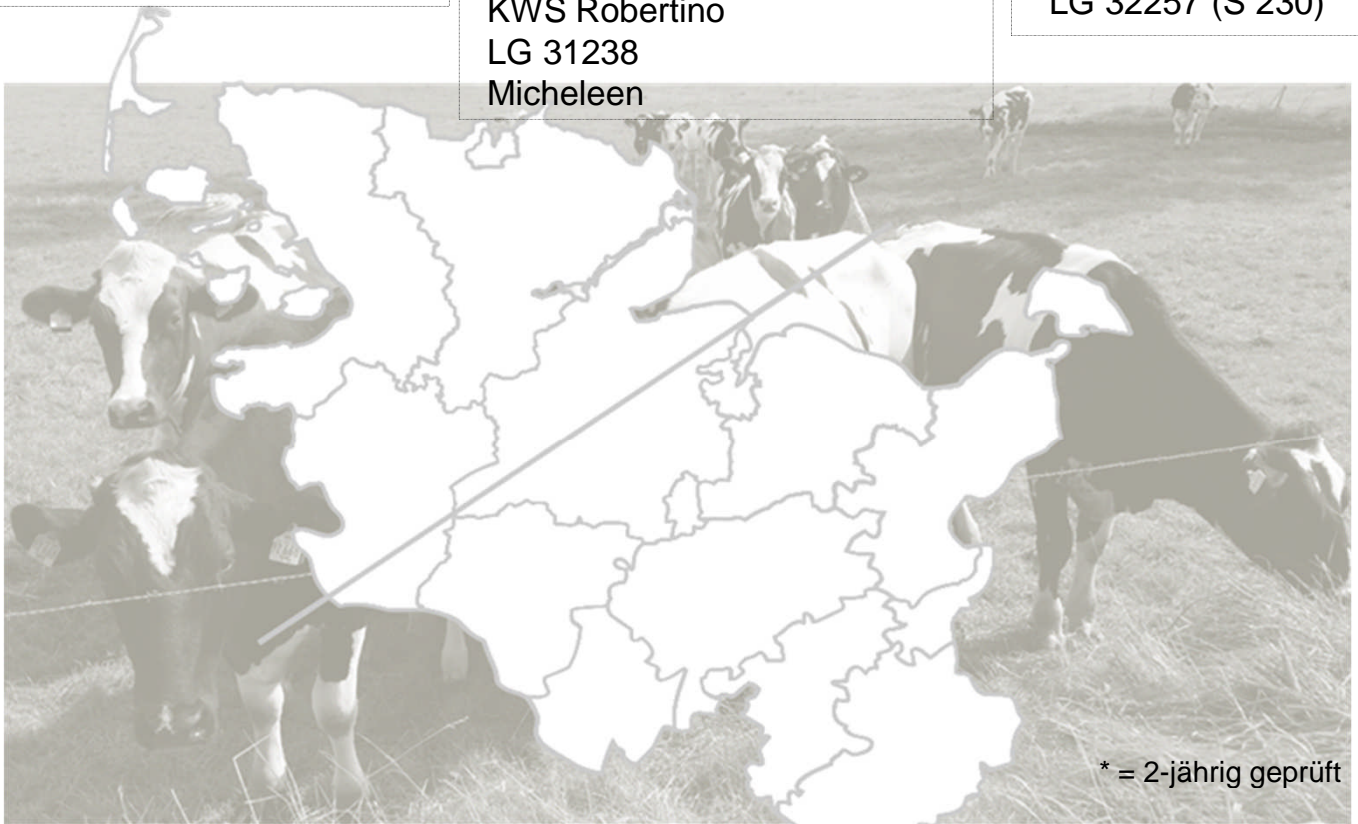 KWS Robertino
LG 31238
Micheleen
LG 32257 (S 230)
* = 2-jährig geprüft